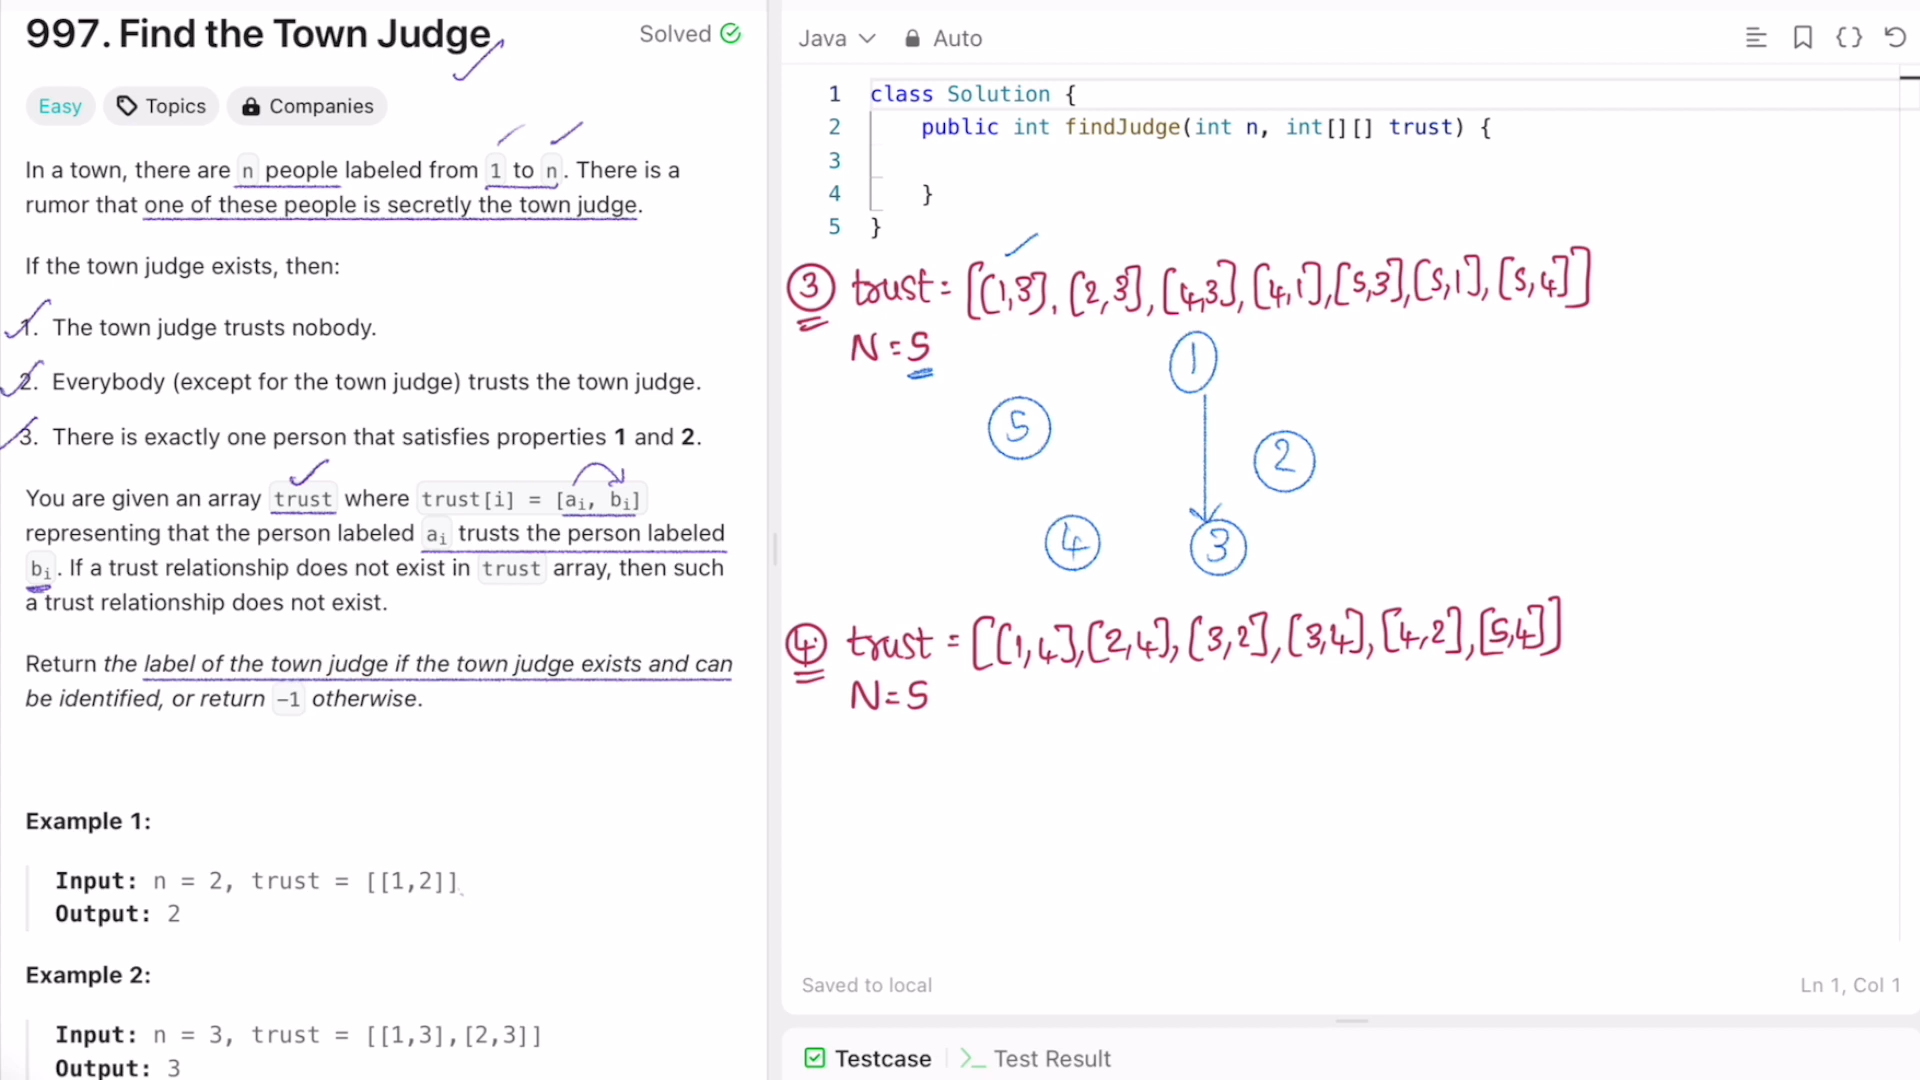 997. Find the Town Judge
Solved
Easy
Topics
Companies
In a town, there are n people labeled from 1 to n. There is a
rumor that one of these people is secretly the town judge.
If the town judge exists, then:
1. The town judge trusts nobody.
2. Everybody (except for the town judge) trusts the town judge.
3. There is exactly one person that satisfies properties 1 and 2.
You are given an array trust where trust[i] = [ai, bi]
representing that the person labeled ai trusts the person labeled
bi. If a trust relationship does not exist in trust array, then such
a trust relationship does not exist.
Return the label of the town judge if the town judge exists and can
be identified, or return -1 otherwise.
Example 1:
Input: n = 2, trust = [[1,2]]
Output: 2
Example 2:
Input: n = 3, trust = [[1,3],[2,3]]
Output: 3
Java
Auto
1 class Solution {
2 public int findJudge(int n, int[][] trust) {
3
4 }
5 }
3 trust = [[1,3], [2,3], [4,3], [4,1], [5,3], [5,1], [5,4]]
N = 5
1
5
2
4
3
4 trust = [[1,4], [2,4], [3,2], [3,4], [4,2], [5,4]]
N = 5
Saved to local
Ln 1, Col 1
Testcase
>_ Test Result